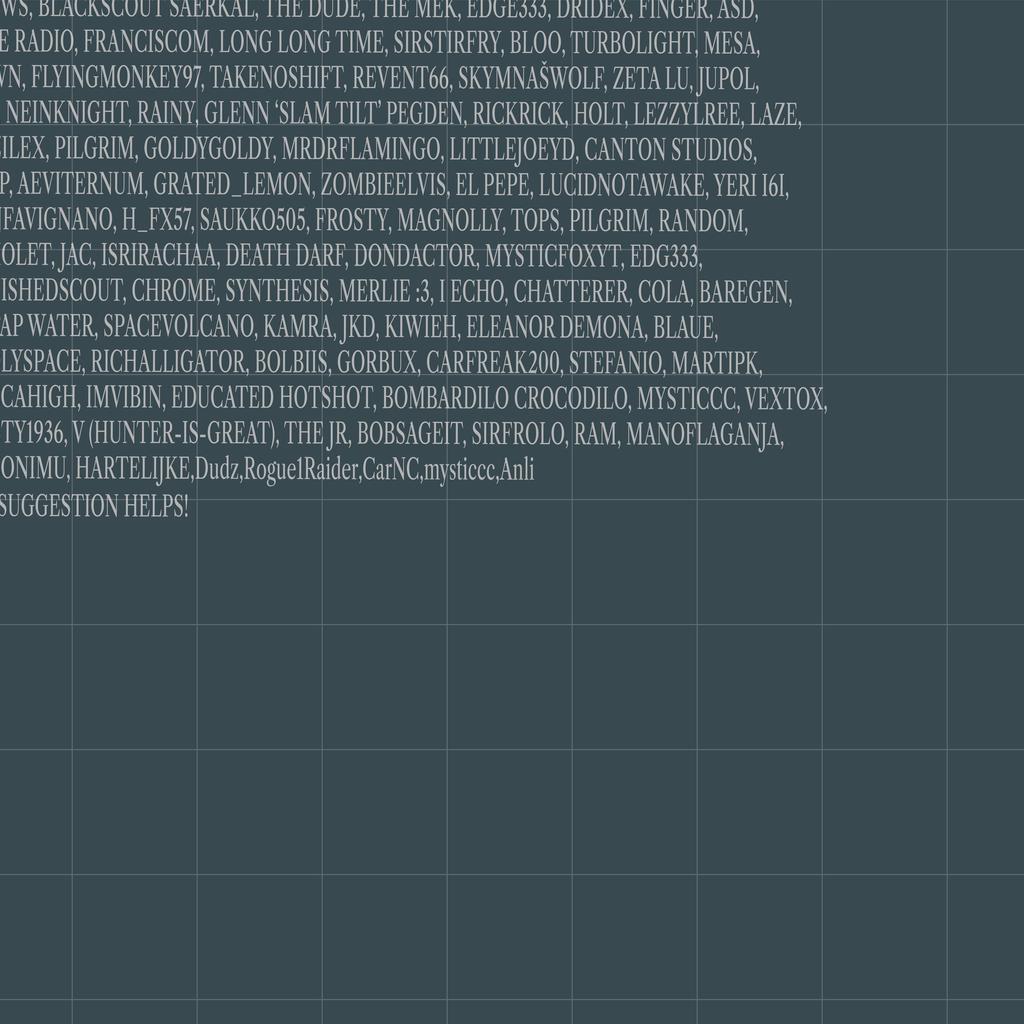 WS, BLACKSCOUT SAERKAL, THE DUDE, THE MEK, EDGE333, DRIDEX, FINGER, ASD,
E RADIO, FRANCISCOM, LONG LONG TIME, SIRSTIRFRY, BLOO, TURBOLIGHT, MESA,
WN, FLYINGMONKEY97, TAKENOSHIFT, REVENT66, SKYMNAŠWOLF, ZETA LU, JUPOL,
NEINKNIGHT, RAINY, GLENN ‘SLAM TILT’ PEGDEN, RICKRICK, HOLT, LEZZYLREE, LAZE,
ILEX, PILGRIM, GOLDYGOLDY, MRDRFLAMINGO, LITTLEJOEYD, CANTON STUDIOS,
P, AEVITERNUM, GRATED_LEMON, ZOMBIEELVIS, EL PEPE, LUCIDNOTAWAKE, YERI I6I,
JFAVIGNANO, H_FX57, SAUKKO505, FROSTY, MAGNOLLY, TOPS, PILGRIM, RANDOM,
OLET, JAC, ISRIRACHAA, DEATH DARF, DONDACTOR, MYSTICFOXYT, EDG333,
ISHEDSCOUT, CHROME, SYNTHESIS, MERLIE :3, I ECHO, CHATTERER, COLA, BAREGEN,
AP WATER, SPACEVOLCANO, KAMRA, JKD, KIWIEH, ELEANOR DEMONA, BLAUE,
LYSPACE, RICHALLIGATOR, BOLBIIS, GORBUX, CARFREAK200, STEFANIO, MARTIPK,
CAHIGH, IMVIBIN, EDUCATED HOTSHOT, BOMBARDILO CROCODILO, MYSTICCC, VEXTOX,
TY1936, V (HUNTER-IS-GREAT), THE JR, BOBSAGEIT, SIRFROLO, RAM, MANOFLAGANJA,
ONIMU, HARTELIJKE,Dudz,Rogue1Raider,CarNC,mysticcc,Anli
SUGGESTION HELPS!